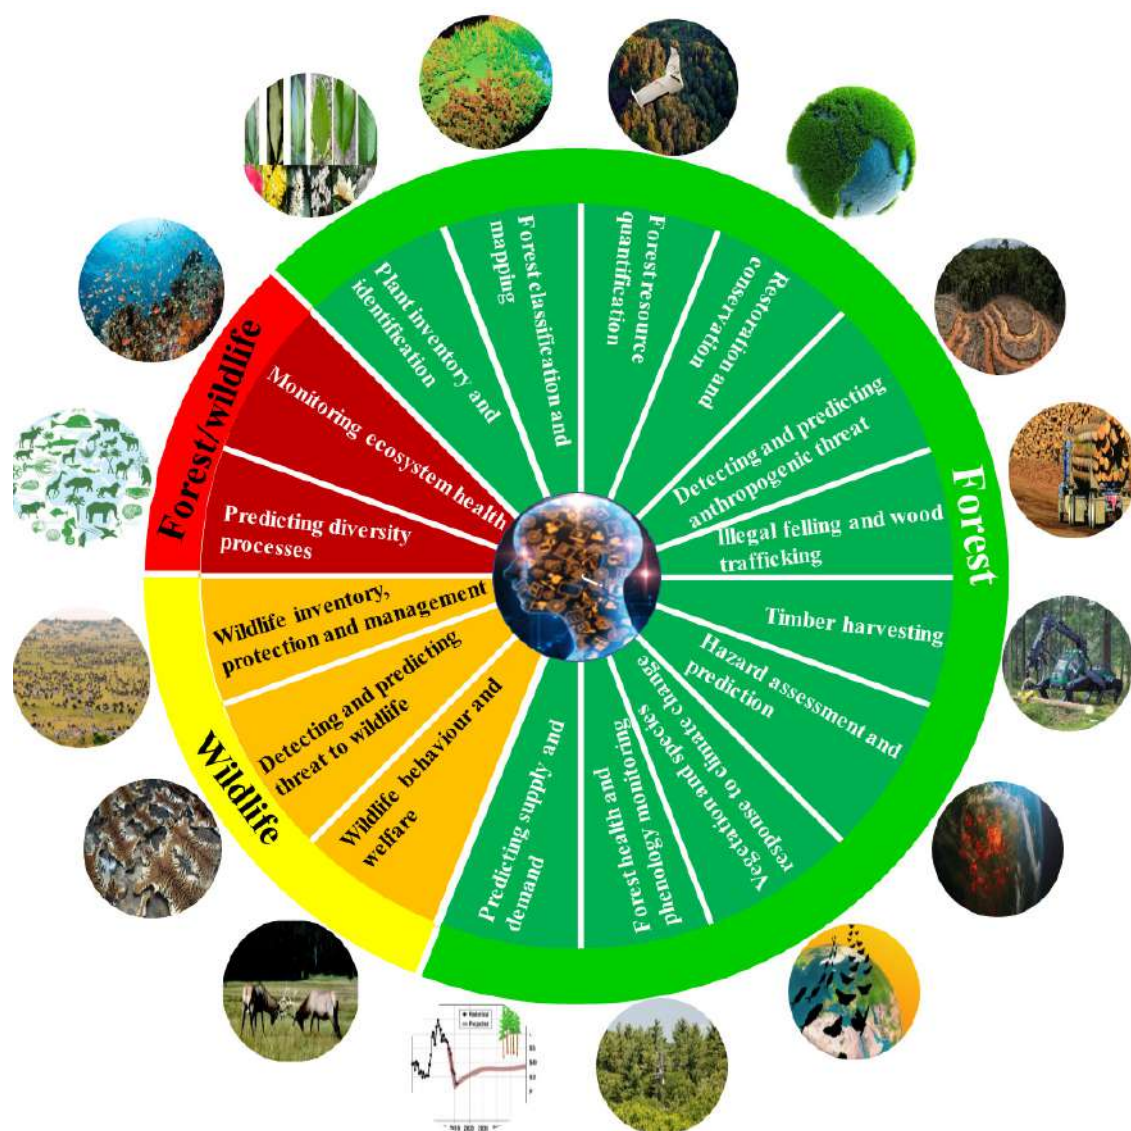 Forest/wildlife
Forest
Wildlife
Plant inventory and
identification
Forest classification and
mapping
Forest resource
quantification
Restoration and
conservation
Detecting and predicting
anthropogenic threat
Illegal felling and wood
trafficking
Timber harvesting
Hazard assessment and
prediction
Vegetation and species
response to climate change
Forest health and
phenology monitoring
Predicting supply and
demand
Wildlife behaviour and
welfare
Detecting and predicting
threat to wildlife
Wildlife inventory,
protection and management
Predicting diversity
processes
Monitoring ecosystem health
Historical
Projected